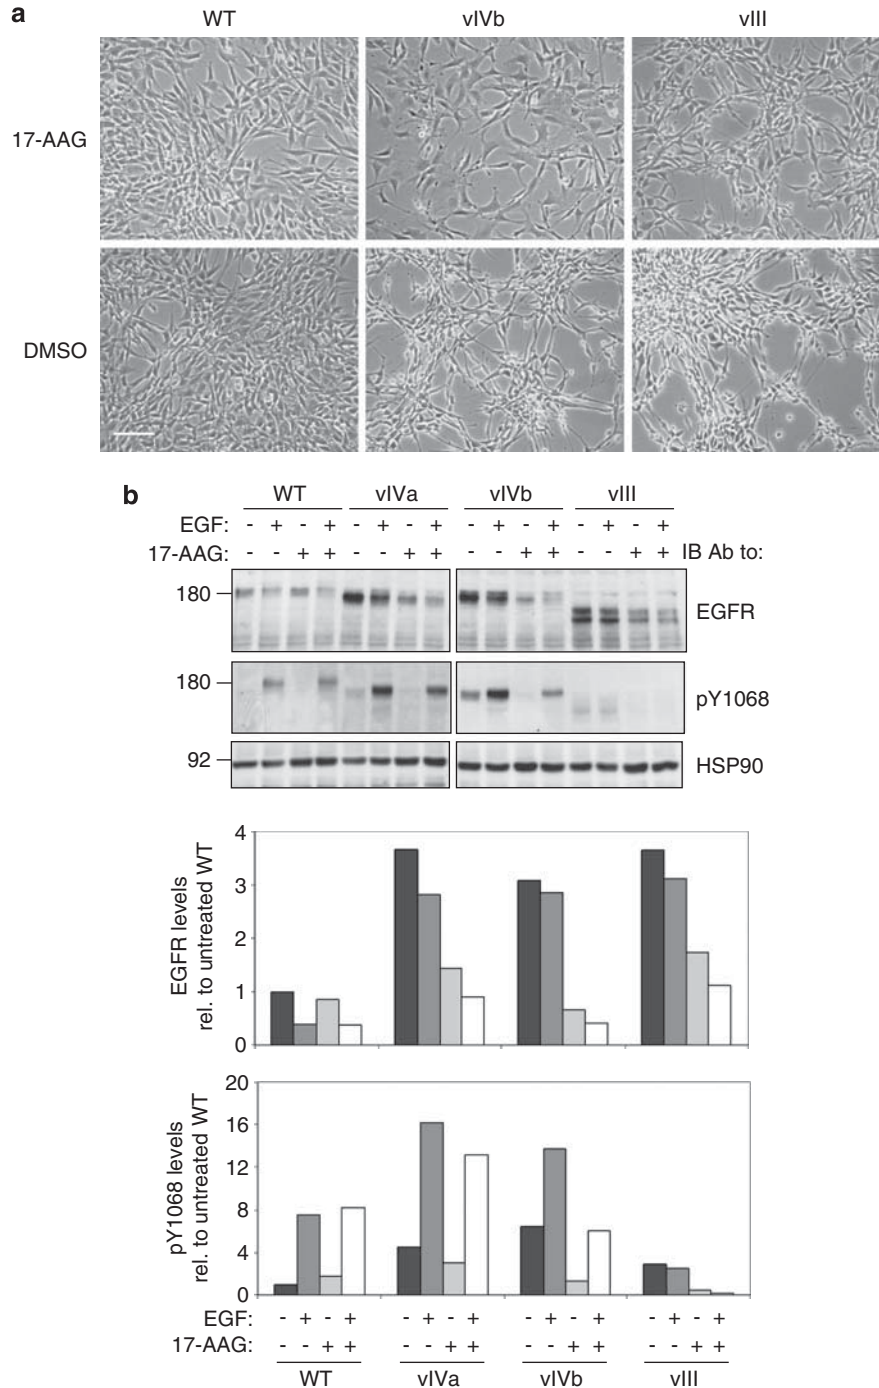 a
WT vIVb vIII
17-AAG
DMSO
b
WT vIVa vIVb vIII
EGF: - + - + - + - + - + - + - + - +
17-AAG: - - + + - - + + - - + + - - + + IB Ab to:
180 EGFR
180 pY1068
92 HSP90
EGFR levels
rel. to untreated WT
4
3
2
1
0
pY1068 levels
rel. to untreated WT
20
16
12
8
4
0
EGF: - + - + - + - + - + - + - + - +
17-AAG: - - + + - - + + - - + + - - + +
WT vIVa vIVb vIII